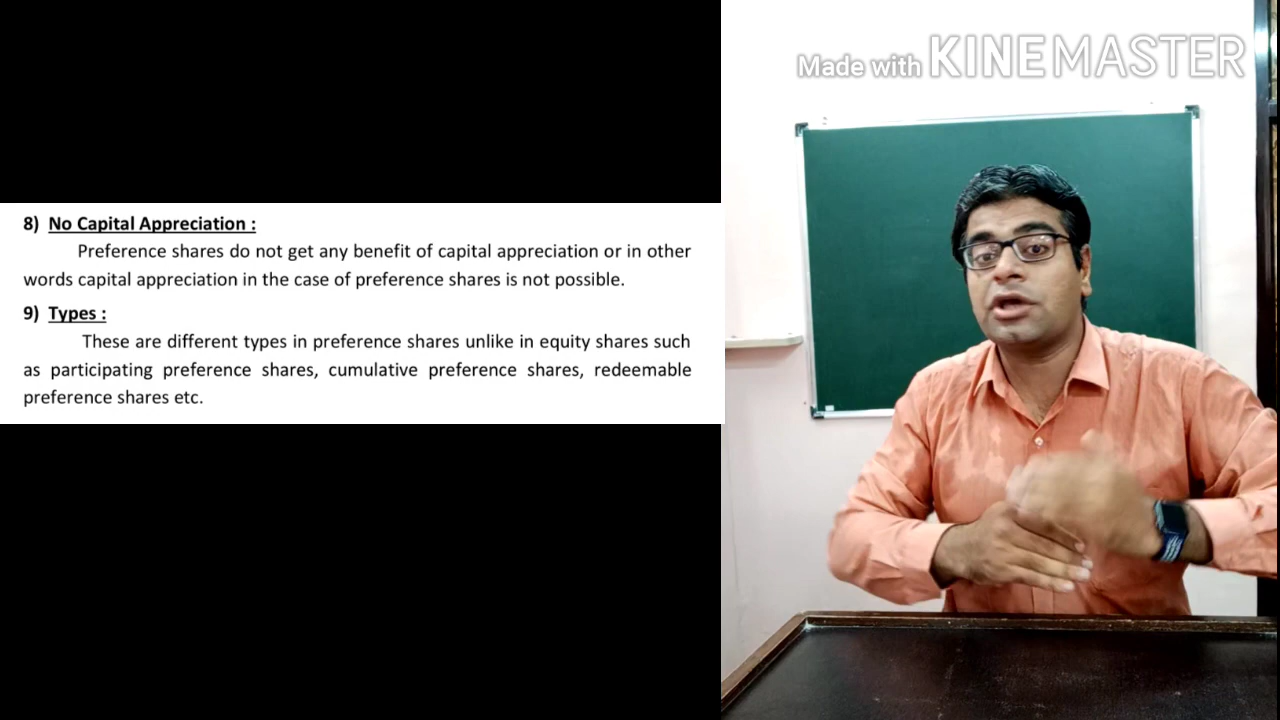 Made with KINEMASTER
8) No Capital Appreciation :
Preference shares do not get any benefit of capital appreciation or in other
words capital appreciation in the case of preference shares is not possible.
9) Types :
These are different types in preference shares unlike in equity shares such
as participating preference shares, cumulative preference shares, redeemable
preference shares etc.